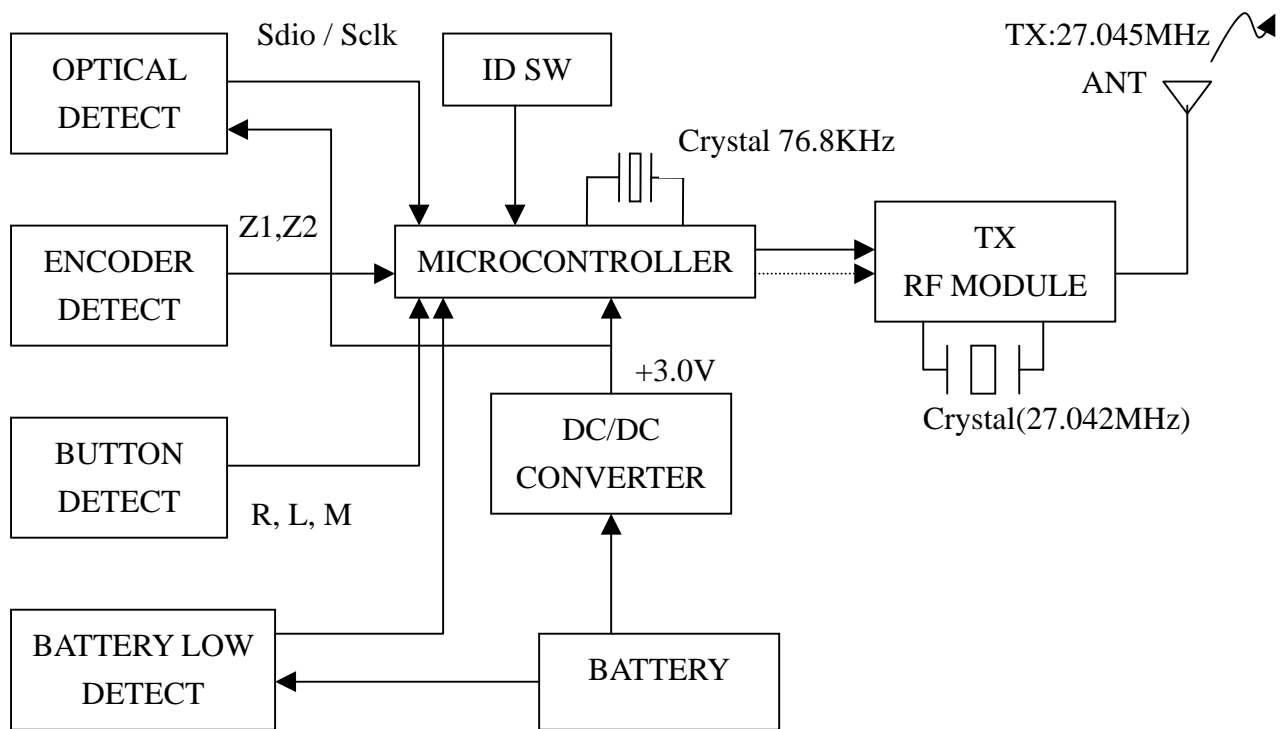 Sdio / Sclk
TX:27.045MHz
OPTICAL
DETECT
ID SW
ANT
Crystal 76.8KHz
Z1,Z2
ENCODER
DETECT
MICROCONTROLLER
TX
RF MODULE
+3.0V
Crystal(27.042MHz)
BUTTON
DETECT
DC/DC
CONVERTER
R, L, M
BATTERY LOW
DETECT
BATTERY